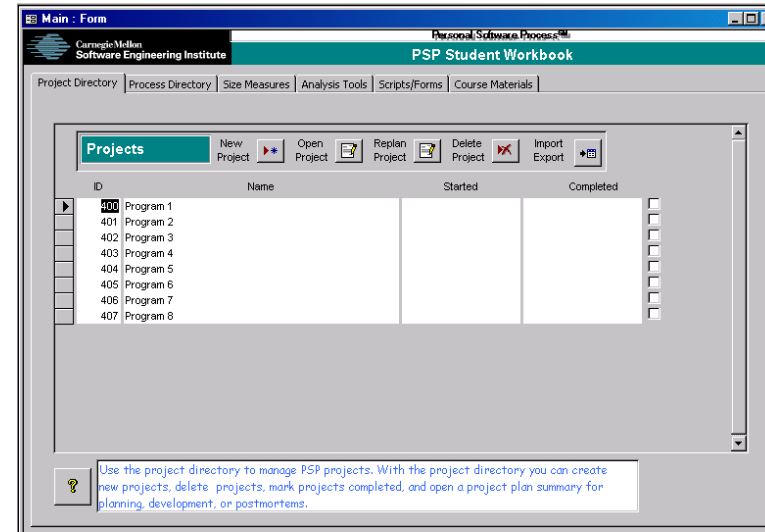 Main : Form
Personal Software Process℠
Carnegie Mellon
Software Engineering Institute
PSP Student Workbook
Project Directory Process Directory Size Measures Analysis Tools Scripts/Forms Course Materials
Projects New Project Open Project Replan Project Delete Project Import Export
ID Name Started Completed
400 Program 1
401 Program 2
402 Program 3
403 Program 4
404 Program 5
405 Program 6
406 Program 7
407 Program 8
Use the project directory to manage PSP projects. With the project directory you can create
new projects, delete projects, mark projects completed, and open a project plan summary for
planning, development, or postmortems.